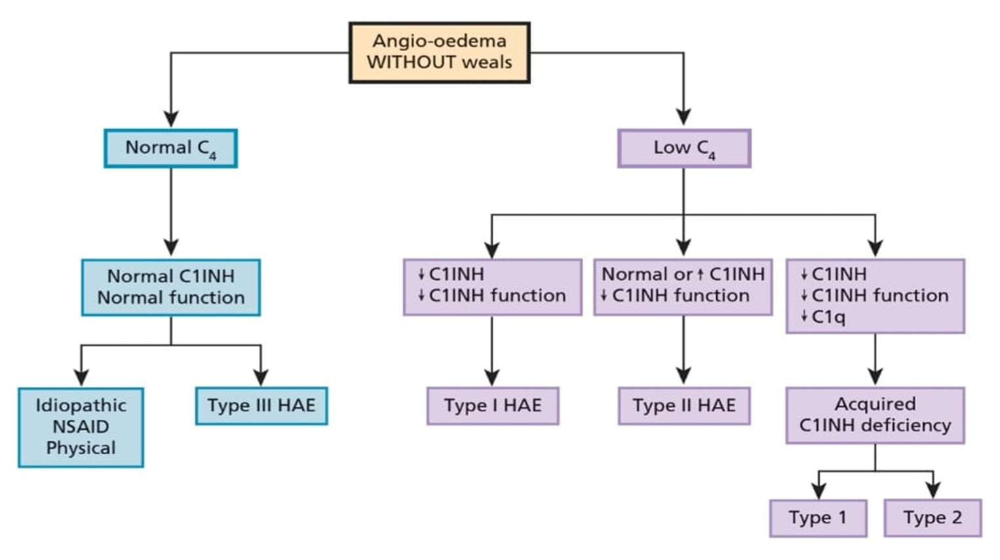 Angio-oedema
WITHOUT weals
Normal C4
Low C4
Normal C1INH
Normal function
↓ C1INH
↓ C1INH function
Normal or ↑ C1INH
↓ C1INH function
↓ C1INH
↓ C1INH function
↓ C1q
Idiopathic
NSAID
Physical
Type III HAE
Type I HAE
Type II HAE
Acquired
C1INH deficiency
Type 1
Type 2